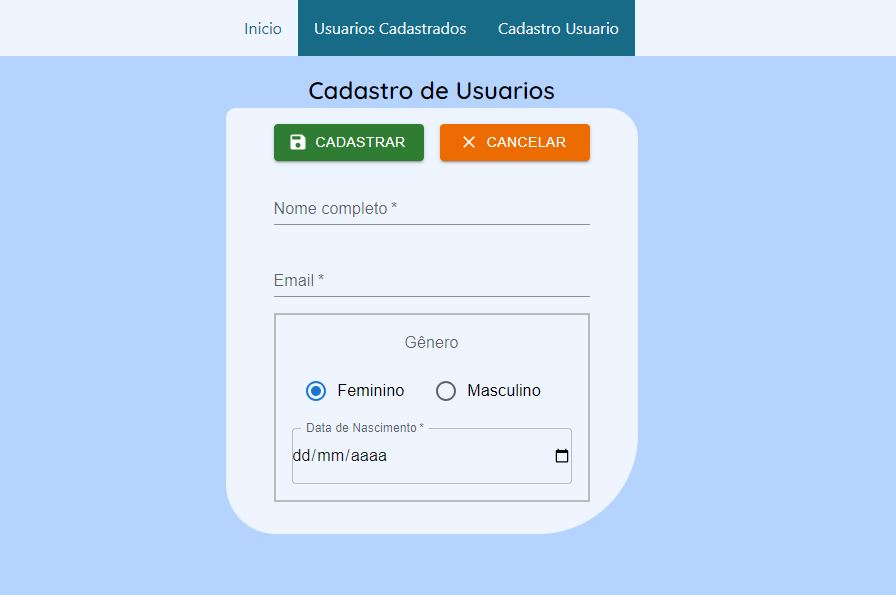 Inicio Usuarios Cadastrados Cadastro Usuario
Cadastro de Usuarios
CADASTRAR CANCELAR
Nome completo *
Email *
Gênero
Feminino Masculino
Data de Nascimento *
dd/mm/aaaa